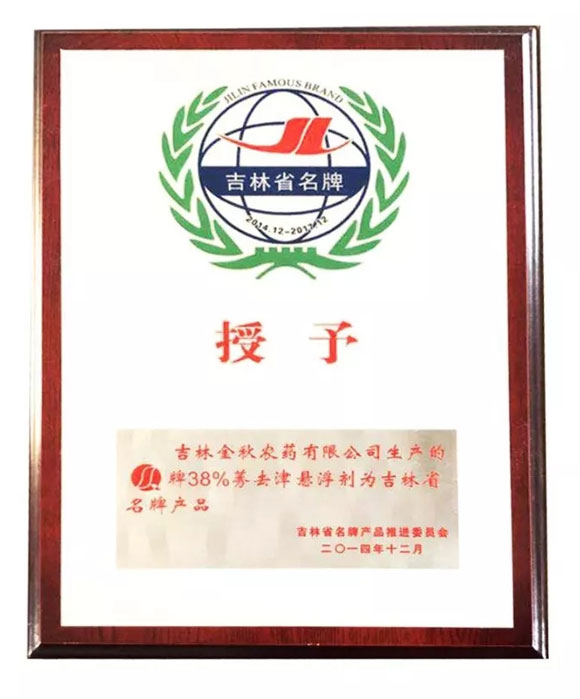 JILIN FAMOUS BRAND
吉林省名牌
2014.12-2017.12
授予
吉林金秋农药有限公司生产的
牌38%莠去津悬浮剂为吉林省
名牌产品
吉林省名牌产品推进委员会
二〇一四年十二月